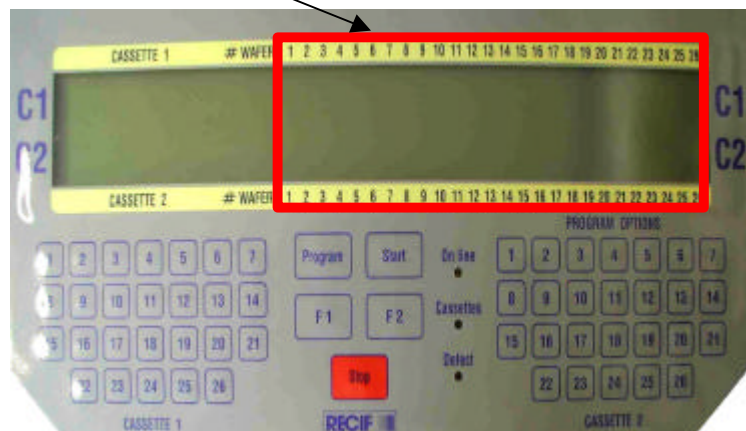 CASSETTE 1 # WAFER 1 2 3 4 5 6 7 8 9 10 11 12 13 14 15 16 17 18 19 20 21 22 23 24 25 26
C1 C1
C2 C2
CASSETTE 2 # WAFER 1 2 3 4 5 6 7 8 9 10 11 12 13 14 15 16 17 18 19 20 21 22 23 24 25
PROGRAM OPTIONS
1 2 3 4 5 6 7 Program Start On line 1 2 3 4 5 6 7
9 10 11 12 13 14 F1 F2 Cassettes 8 9 10 11 12 13 14
15 16 17 18 19 20 21 Defect 15 16 17 18 19 20 21
22 23 24 25 26 Stop 22 23 24 25 26
CASSETTE 1 RECIF CASSETTE 2